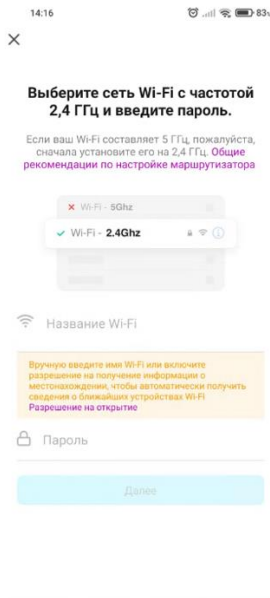 14:16
83
Выберите сеть Wi-Fi с частотой
2,4 ГГц и введите пароль.
Если ваш Wi-Fi составляет 5 ГГц, пожалуйста,
сначала установите его на 2,4 ГГц. Общие
рекомендации по настройке маршрутизатора
Wi-Fi - 5Ghz
Wi-Fi - 2.4Ghz
Название Wi-Fi
Вручную введите имя Wi-Fi или включите
разрешение на получение информации о
местонахождении, чтобы автоматически получить
сведения о ближайших устройствах Wi-Fi
Разрешение на открытие
Пароль
Далее